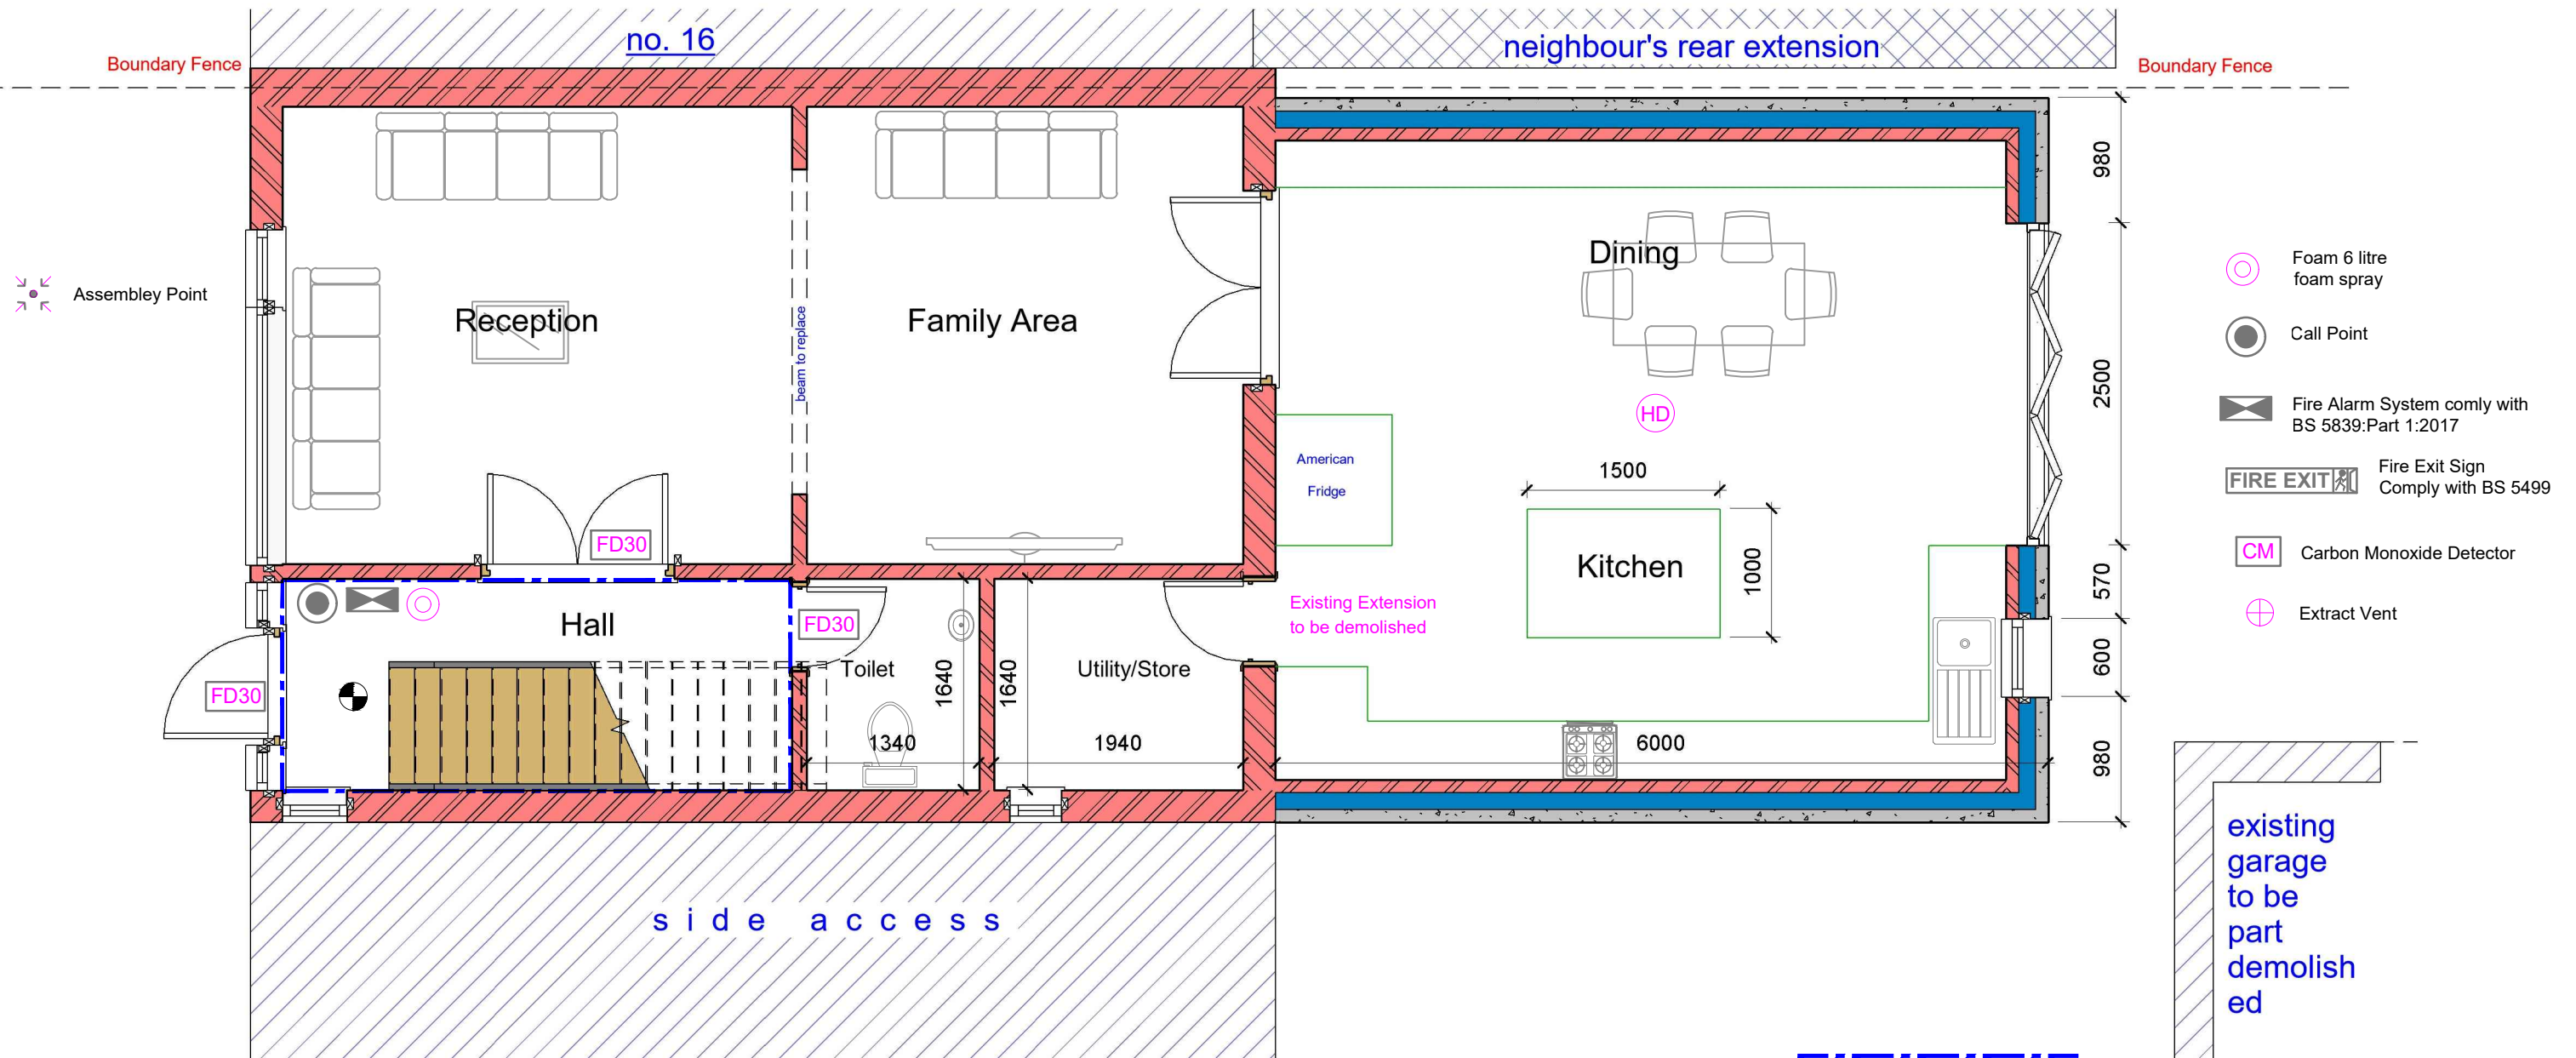 no. 16
neighbour's rear extension
Boundary Fence
Boundary Fence
Assembley Point
Reception
beam to replace
Family Area
Dining
HD
American
Fridge
1500
1000
Kitchen
Existing Extension
to be demolished
FD30
Hall
FD30
FD30
Toilet
1640
1640
Utility/Store
1340
1940
6000
980
2500
570
600
980
Foam 6 litre
foam spray
Call Point
Fire Alarm System comly with
BS 5839:Part 1:2017
FIRE EXIT
Fire Exit Sign
Comply with BS 5499
CM
Carbon Monoxide Detector
Extract Vent
side access
existing
garage
to be
part
demolish
ed